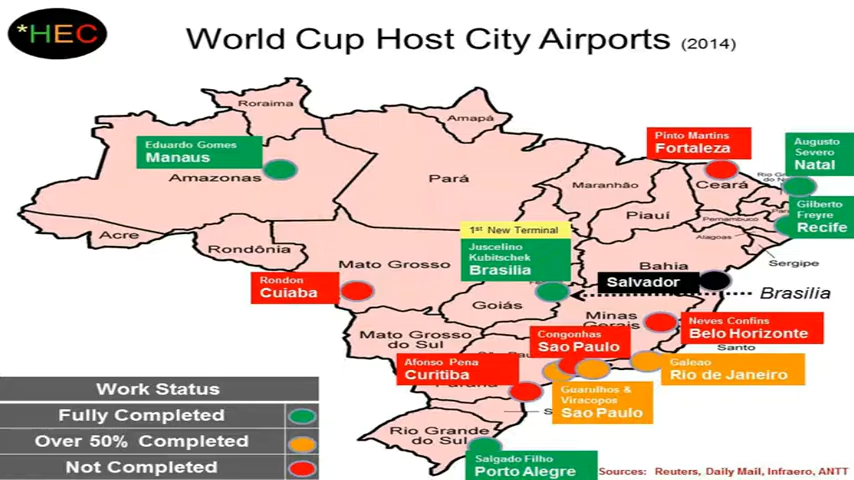 *HEC
World Cup Host City Airports (2014)
Roraima
Amapá
Pinto Martins
Fortaleza
Augusto
Severo
Natal
Eduardo Gomes
Manaus
Amazonas
Pará
Maranhão
Ceará
Piauí
Gilberto
Freyre
Recife
Pernambuco
Alagoas
Sergipe
Acre
Rondônia
1st New Terminal
Juscelino
Kubitschek
Brasilia
Mato Grosso
Bahia
Salvador
Brasilia
Rondon
Cuiaba
Goiás
Minas
Gerais
Neves Confins
Belo Horizonte
Mato Grosso
do Sul
Congonhas
Sao Paulo
Santo
Afonso Pena
Curitiba
Galeao
Rio de Janeiro
Guarulhos &
Viracopos
Sao Paulo
Rio Grande
do Sul
Salgado Filho
Porto Alegre
Work Status
Fully Completed
Over 50% Completed
Not Completed
Sources: Reuters, Daily Mail, Infraero, ANTT